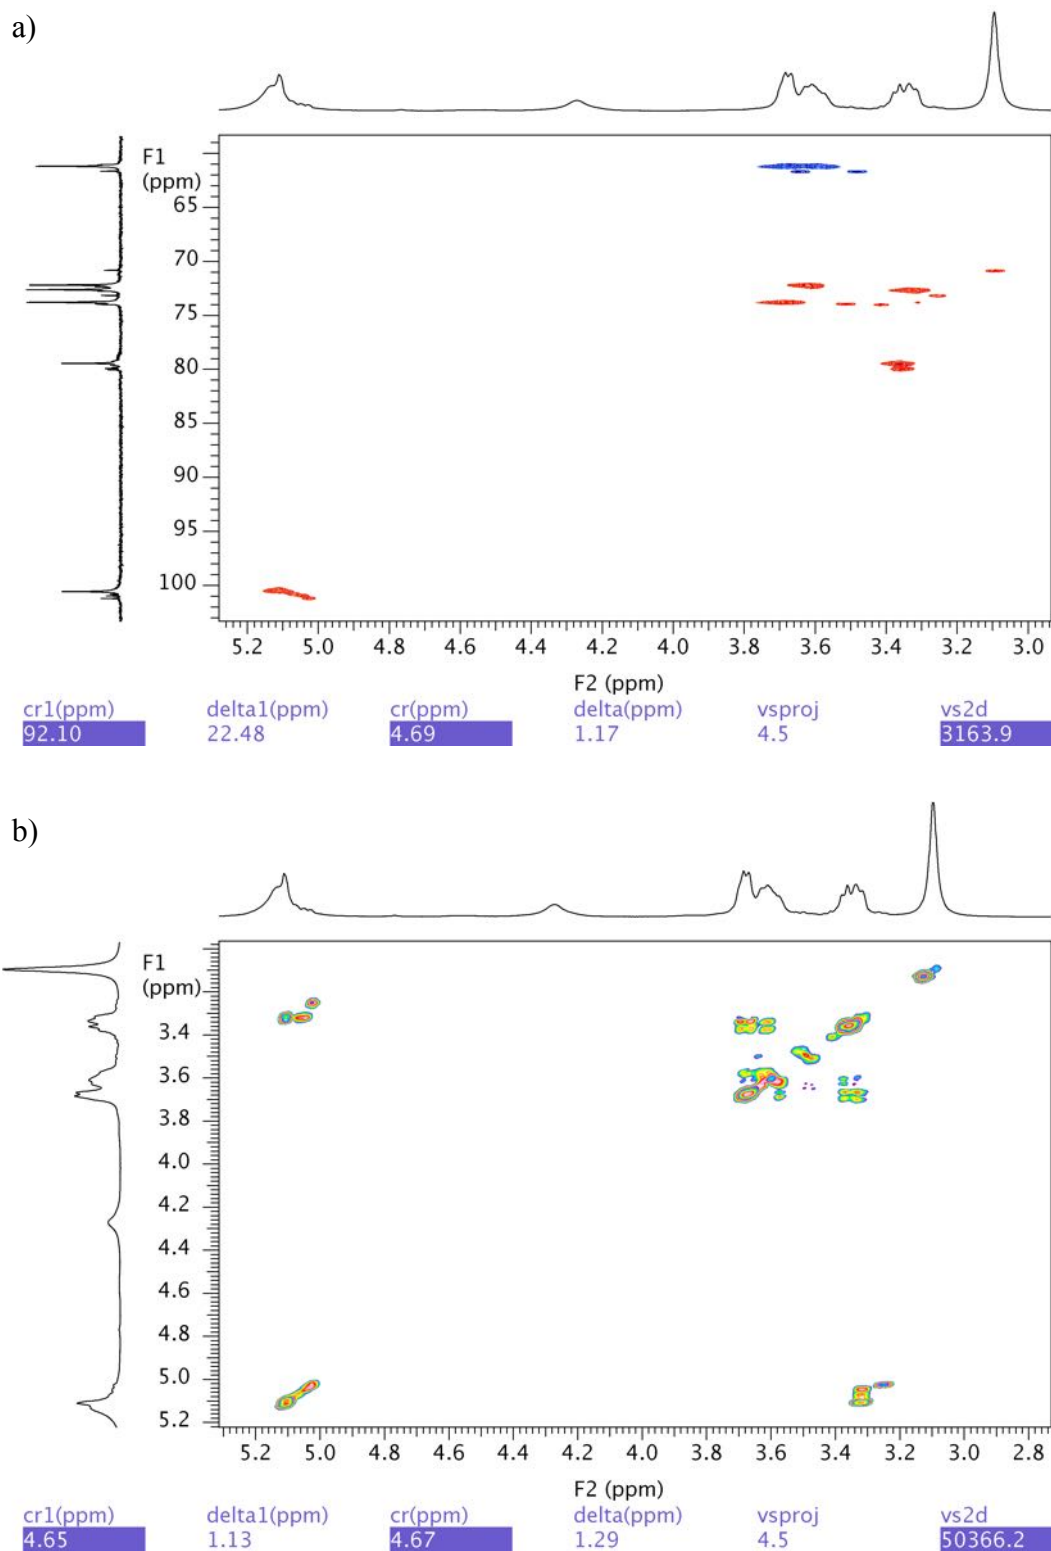 a)
F1
(ppm)
65
70
75
80
85
90
95
100
5.2 5.0 4.8 4.6 4.4 4.2 4.0 3.8 3.6 3.4 3.2 3.0
F2 (ppm)
cr1(ppm) delta1(ppm) cr(ppm) delta(ppm) vsproj vs2d
92.10 22.48 4.69 1.17 4.5 3163.9
b)
F1
(ppm)
3.4
3.6
3.8
4.0
4.2
4.4
4.6
4.8
5.0
5.2
5.2 5.0 4.8 4.6 4.4 4.2 4.0 3.8 3.6 3.4 3.2 3.0 2.8
F2 (ppm)
cr1(ppm) delta1(ppm) cr(ppm) delta(ppm) vsproj vs2d
4.65 1.13 4.67 1.29 4.5 50366.2